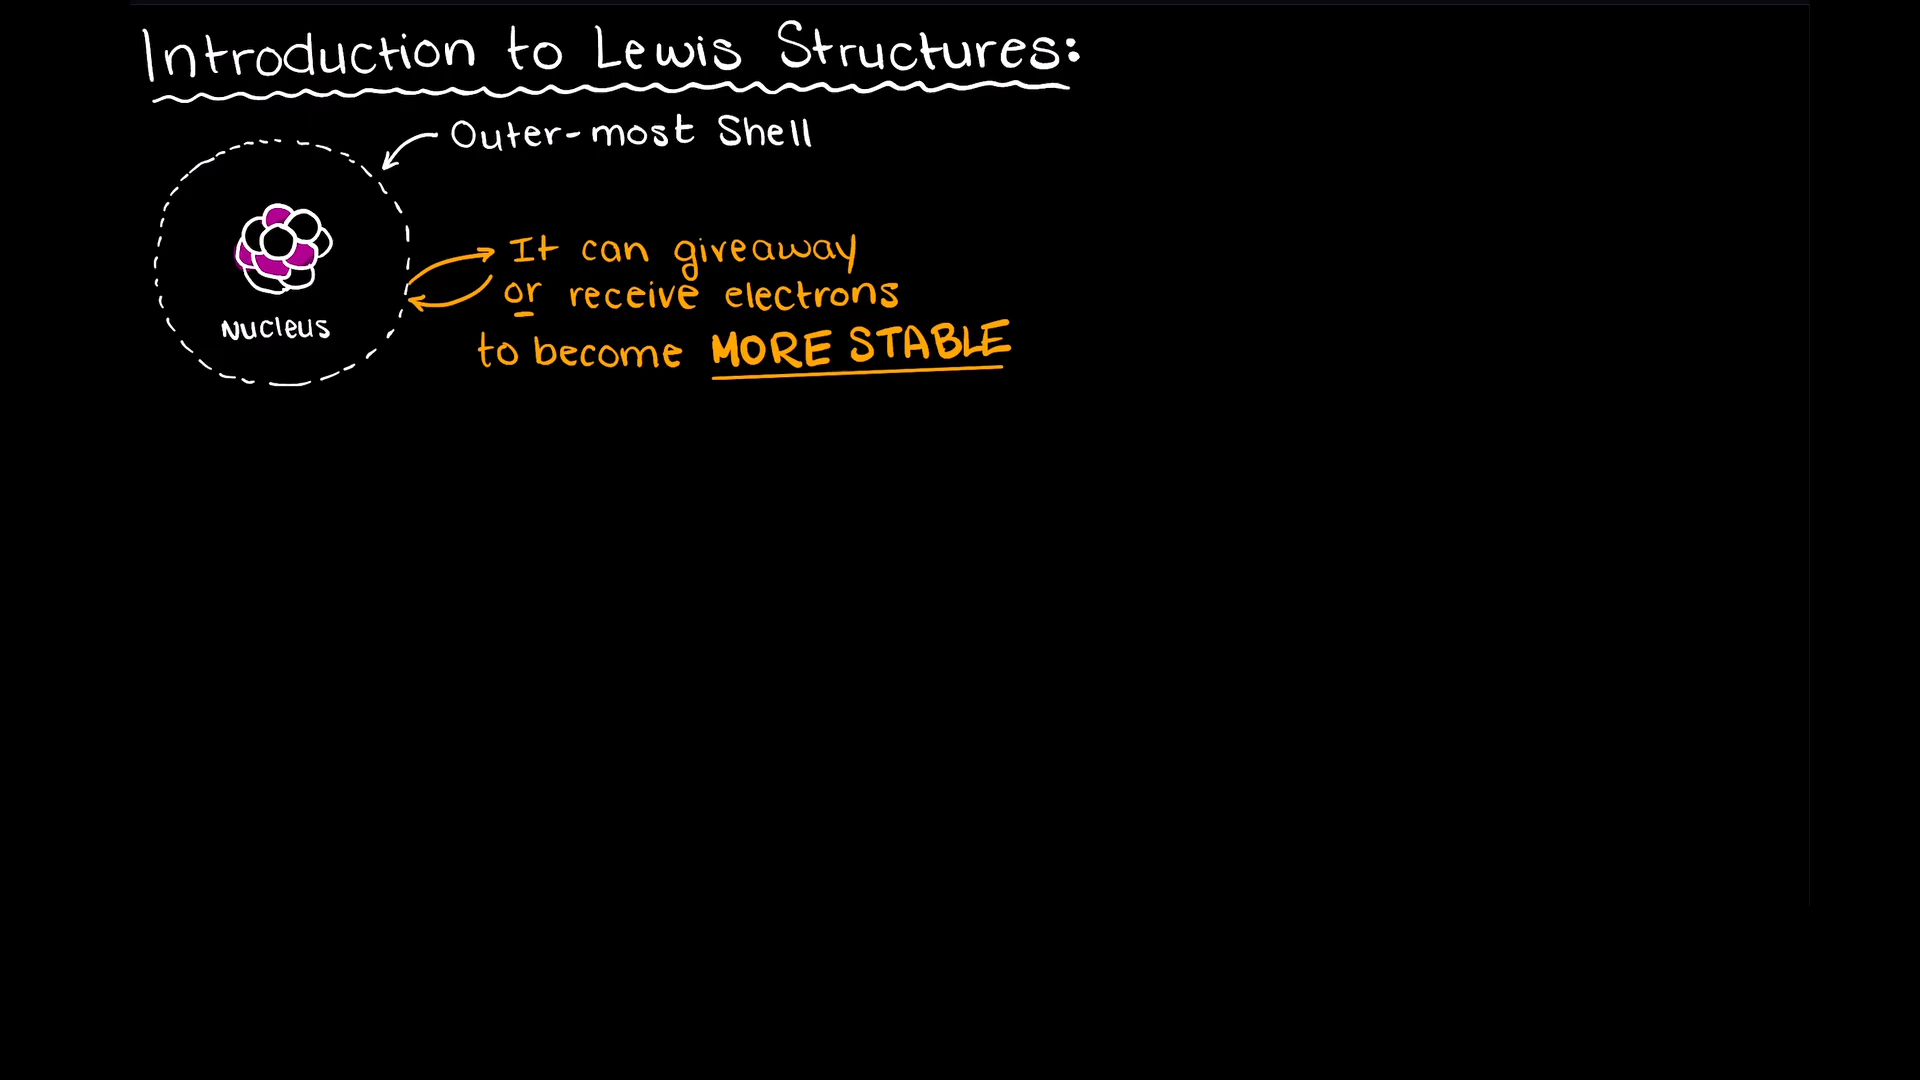 Introduction to Lewis Structures:
Outer-most Shell
Nucleus
It can giveaway
or receive electrons
to become MORE STABLE